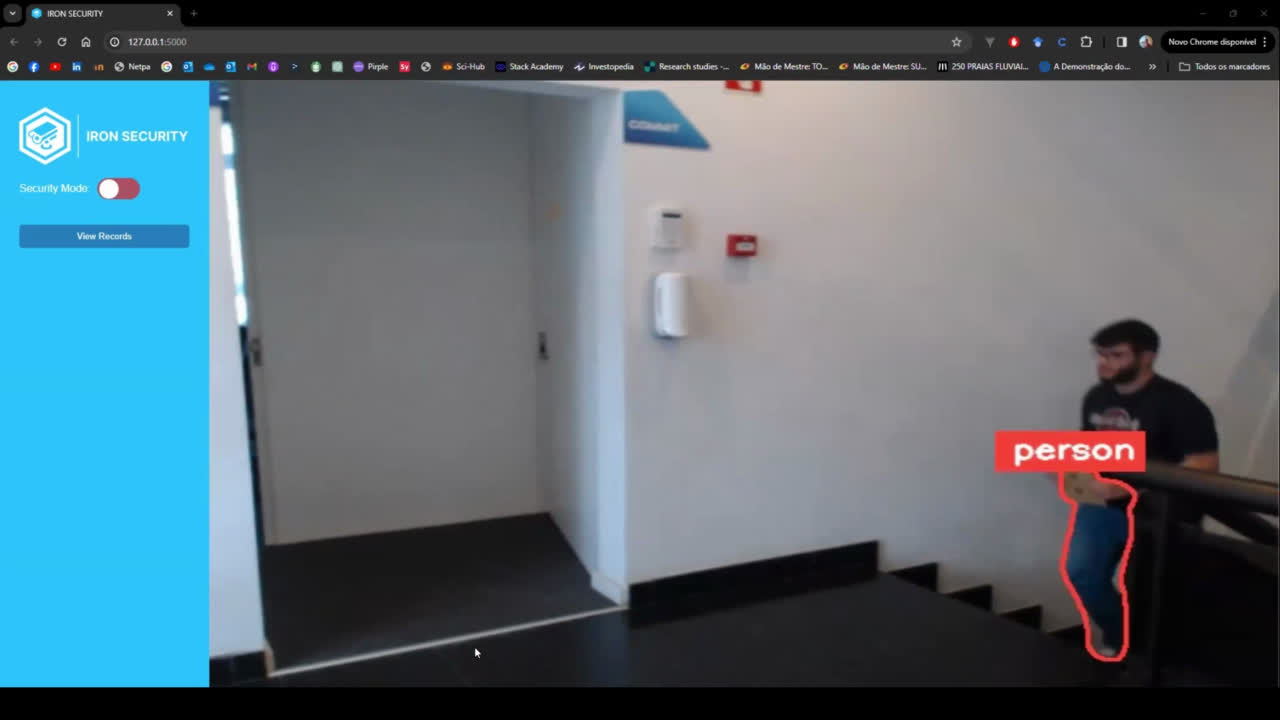 IRON SECURITY
127.0.0.1:5000
Novo Chrome disponível
Netpa
Pirple
Sy
Sci-Hub
Stack Academy
Investopedia
Research studies -...
Mão de Mestre: TO...
Mão de Mestre: SU...
250 PRAIAS FLUVIAI...
A Demonstração do...
»
Todos os marcadores
IRON SECURITY
Security Mode:
View Records
COMMIT
person